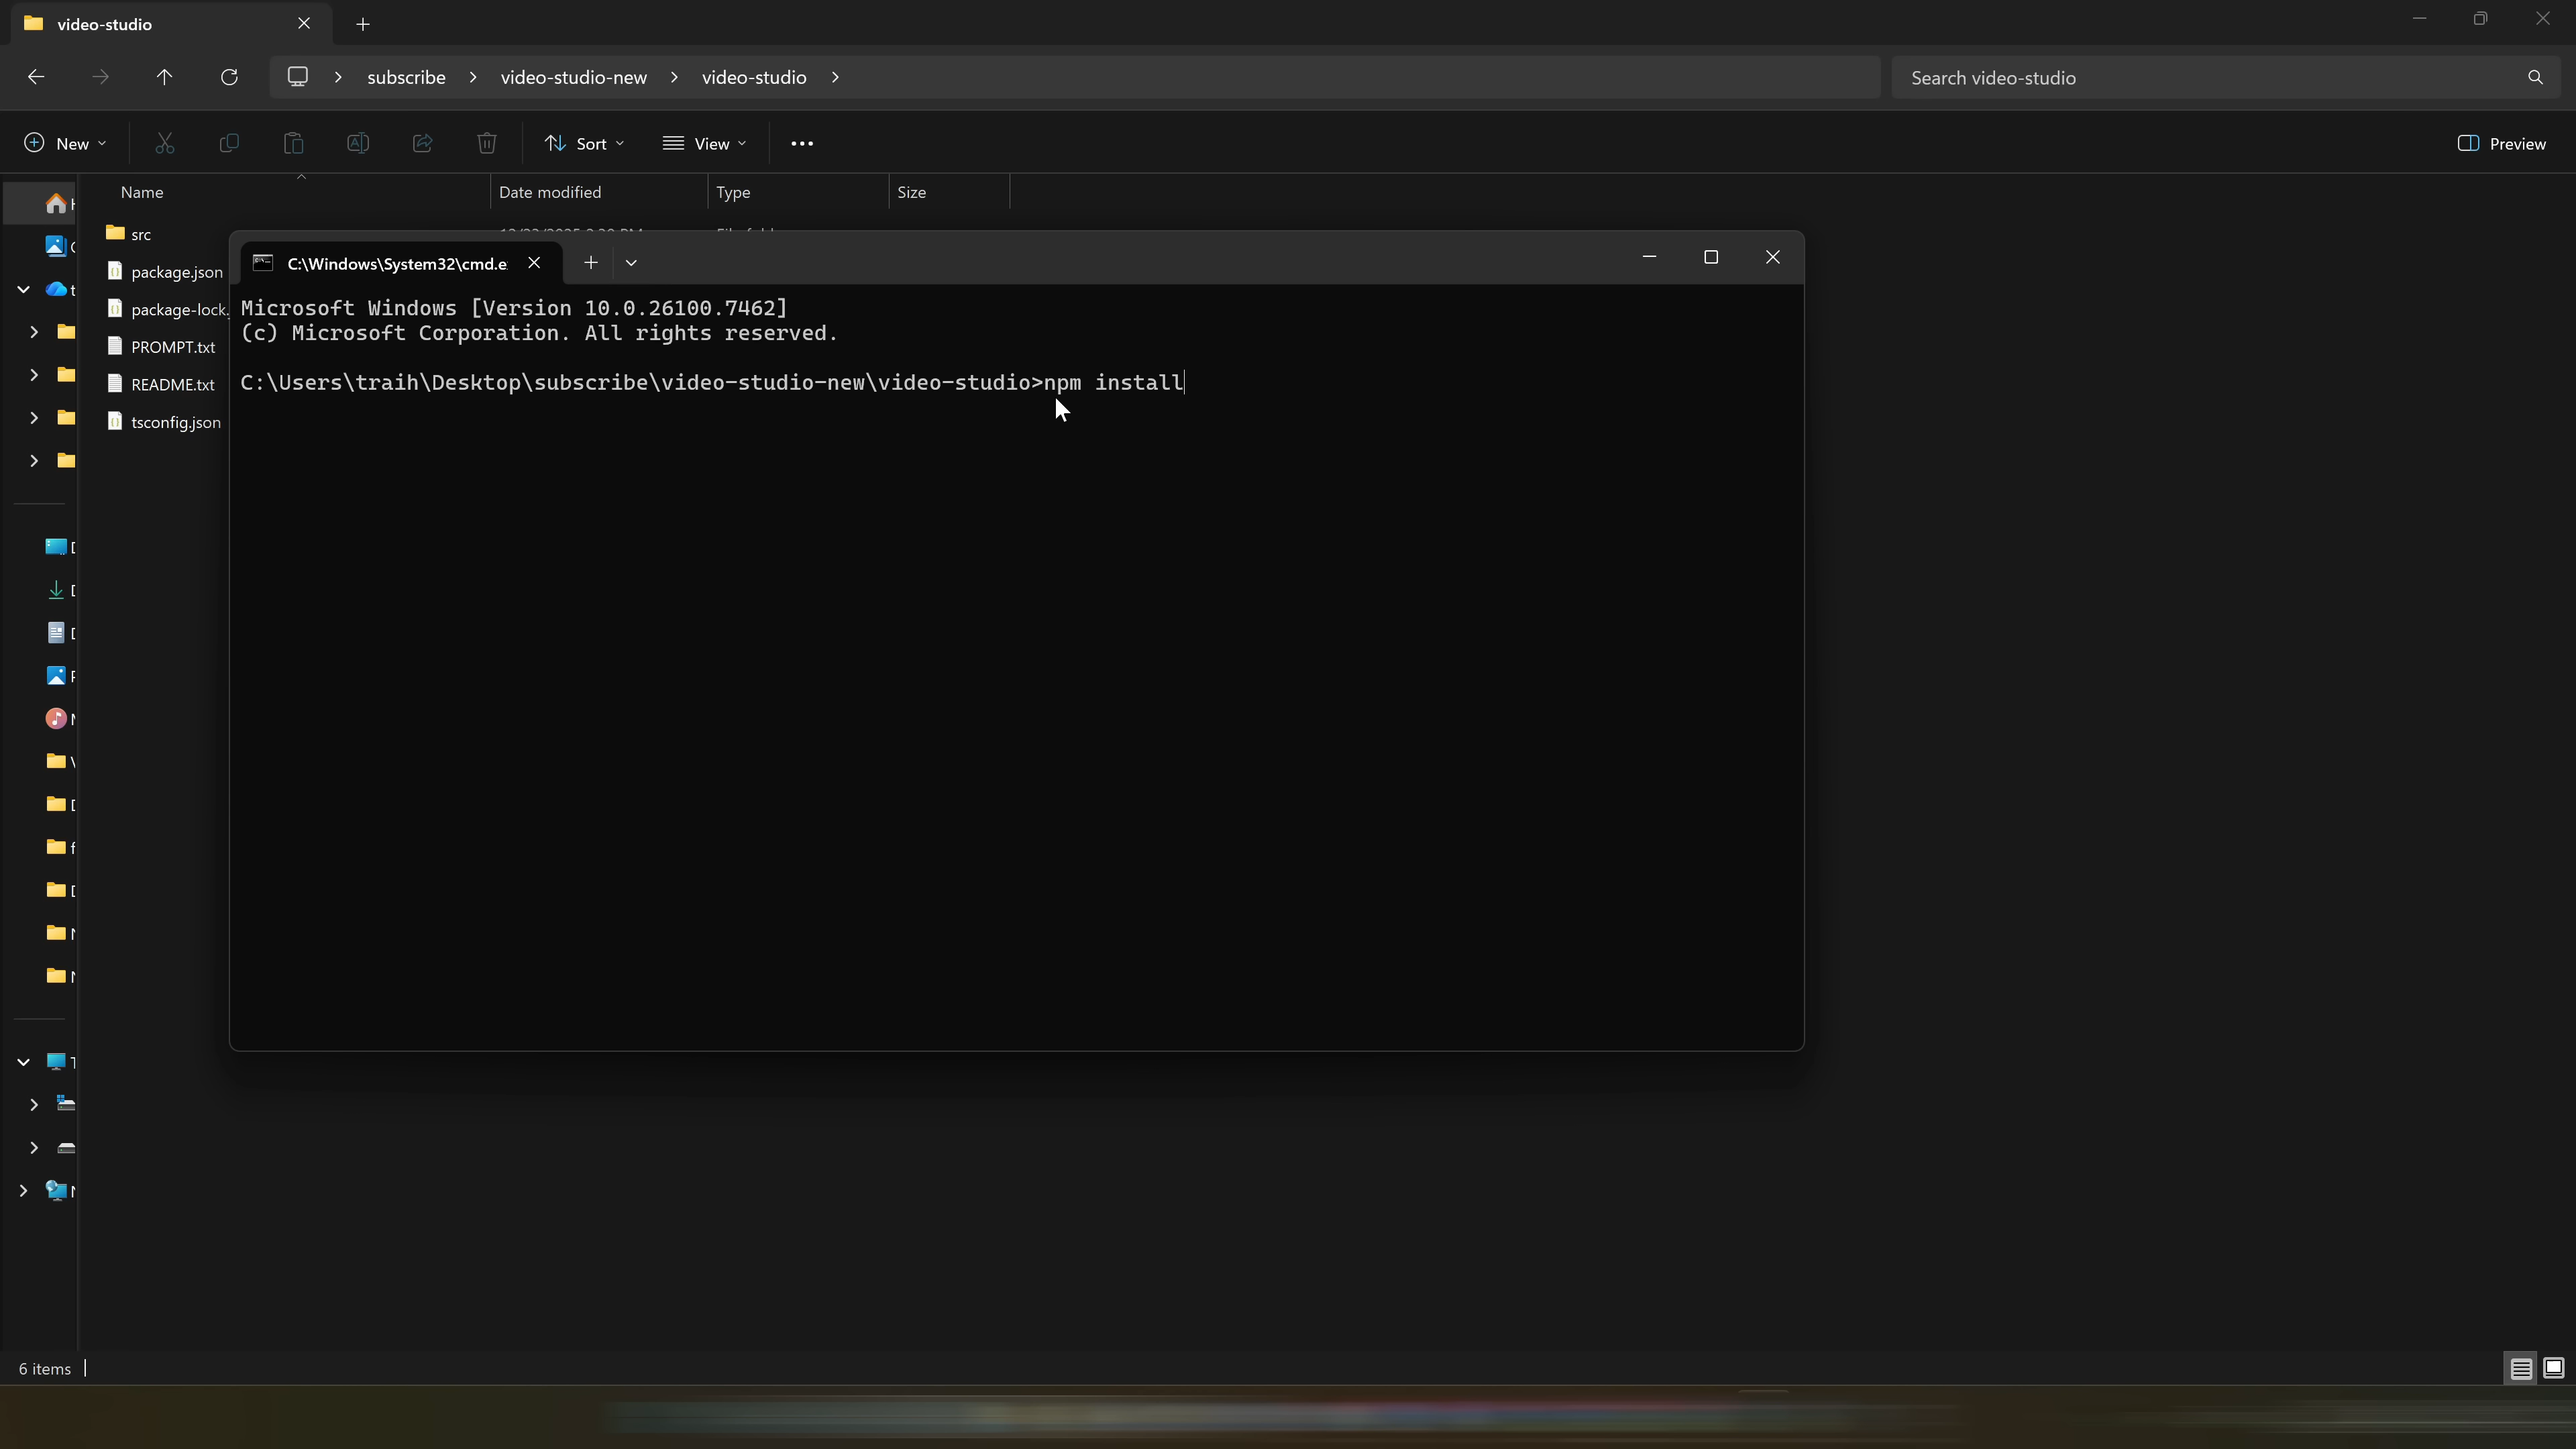 video-studio
subscribe > video-studio-new > video-studio >
Search video-studio
New
Sort
View
Preview
Name
Date modified
Type
Size
src
package.json
package-lock.
PROMPT.txt
README.txt
tsconfig.json
C:\Windows\System32\cmd.e
Microsoft Windows [Version 10.0.26100.7462]
(c) Microsoft Corporation. All rights reserved.
C:\Users\traih\Desktop\subscribe\video-studio-new\video-studio>npm install
6 items